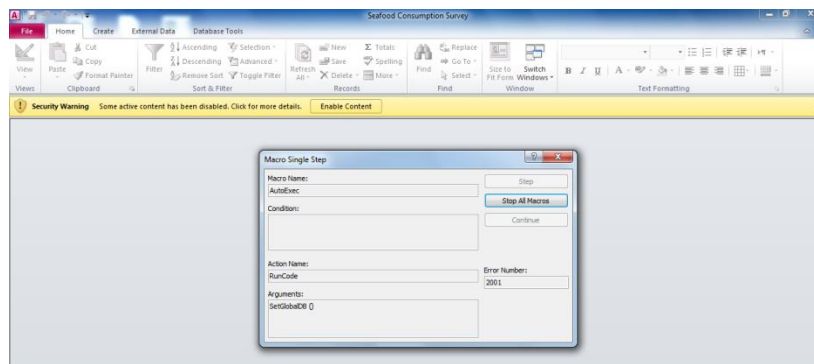 Seafood Consumption Survey
File Home Create External Data Database Tools
View
Views
Paste
Cut
Copy
Format Painter
Clipboard
Filter
Ascending
Descending
Remove Sort
Selection
Advanced
Toggle Filter
Sort & Filter
Refresh All
New
Save
Delete
Totals
Spelling
More
Records
Find
Replace
Go To
Select
Find
Size to Fit Form
Switch Windows
Window
B I U A
Text Formatting
Security Warning Some active content has been disabled. Click for more details. Enable Content
Macro Single Step
Macro Name:
AutoExec
Condition:
Action Name:
RunCode
Arguments:
SetGlobalDB ()
Step
Stop All Macros
Continue
Error Number:
2001